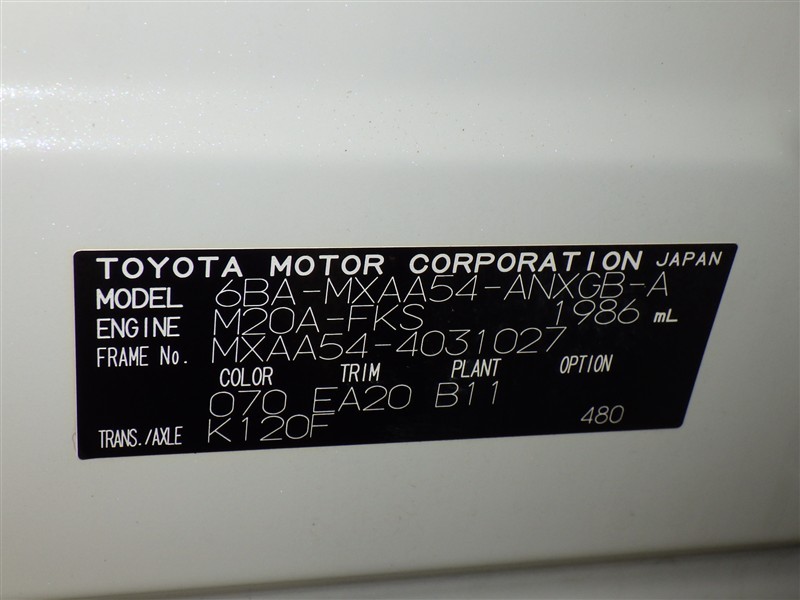 TOYOTA MOTOR CORPORATION JAPAN
MODEL 6BA-MXAA54-ANXGB-A
ENGINE M20A-FKS 1986 mL
FRAME No. MXAA54-4031027
COLOR TRIM PLANT OPTION
070 EA20 B11
TRANS./AXLE K120F 480